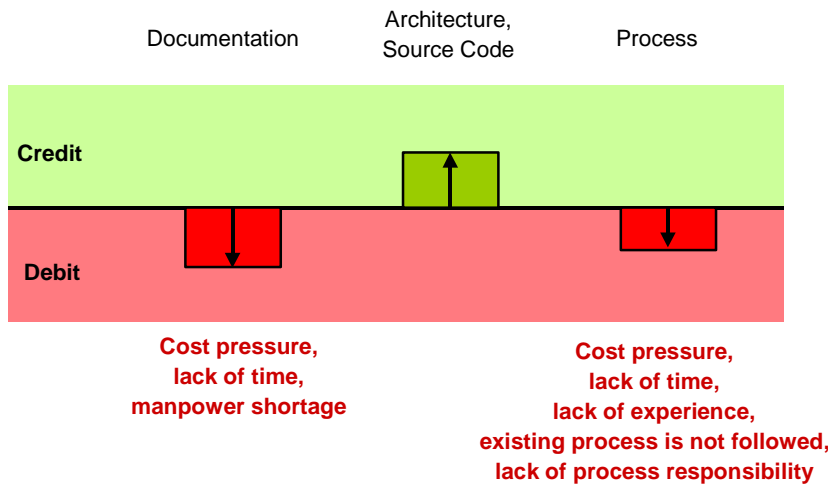 Documentation
Architecture,
Source Code
Process
Credit
Debit
Cost pressure,
lack of time,
manpower shortage
Cost pressure,
lack of time,
lack of experience,
existing process is not followed,
lack of process responsibility